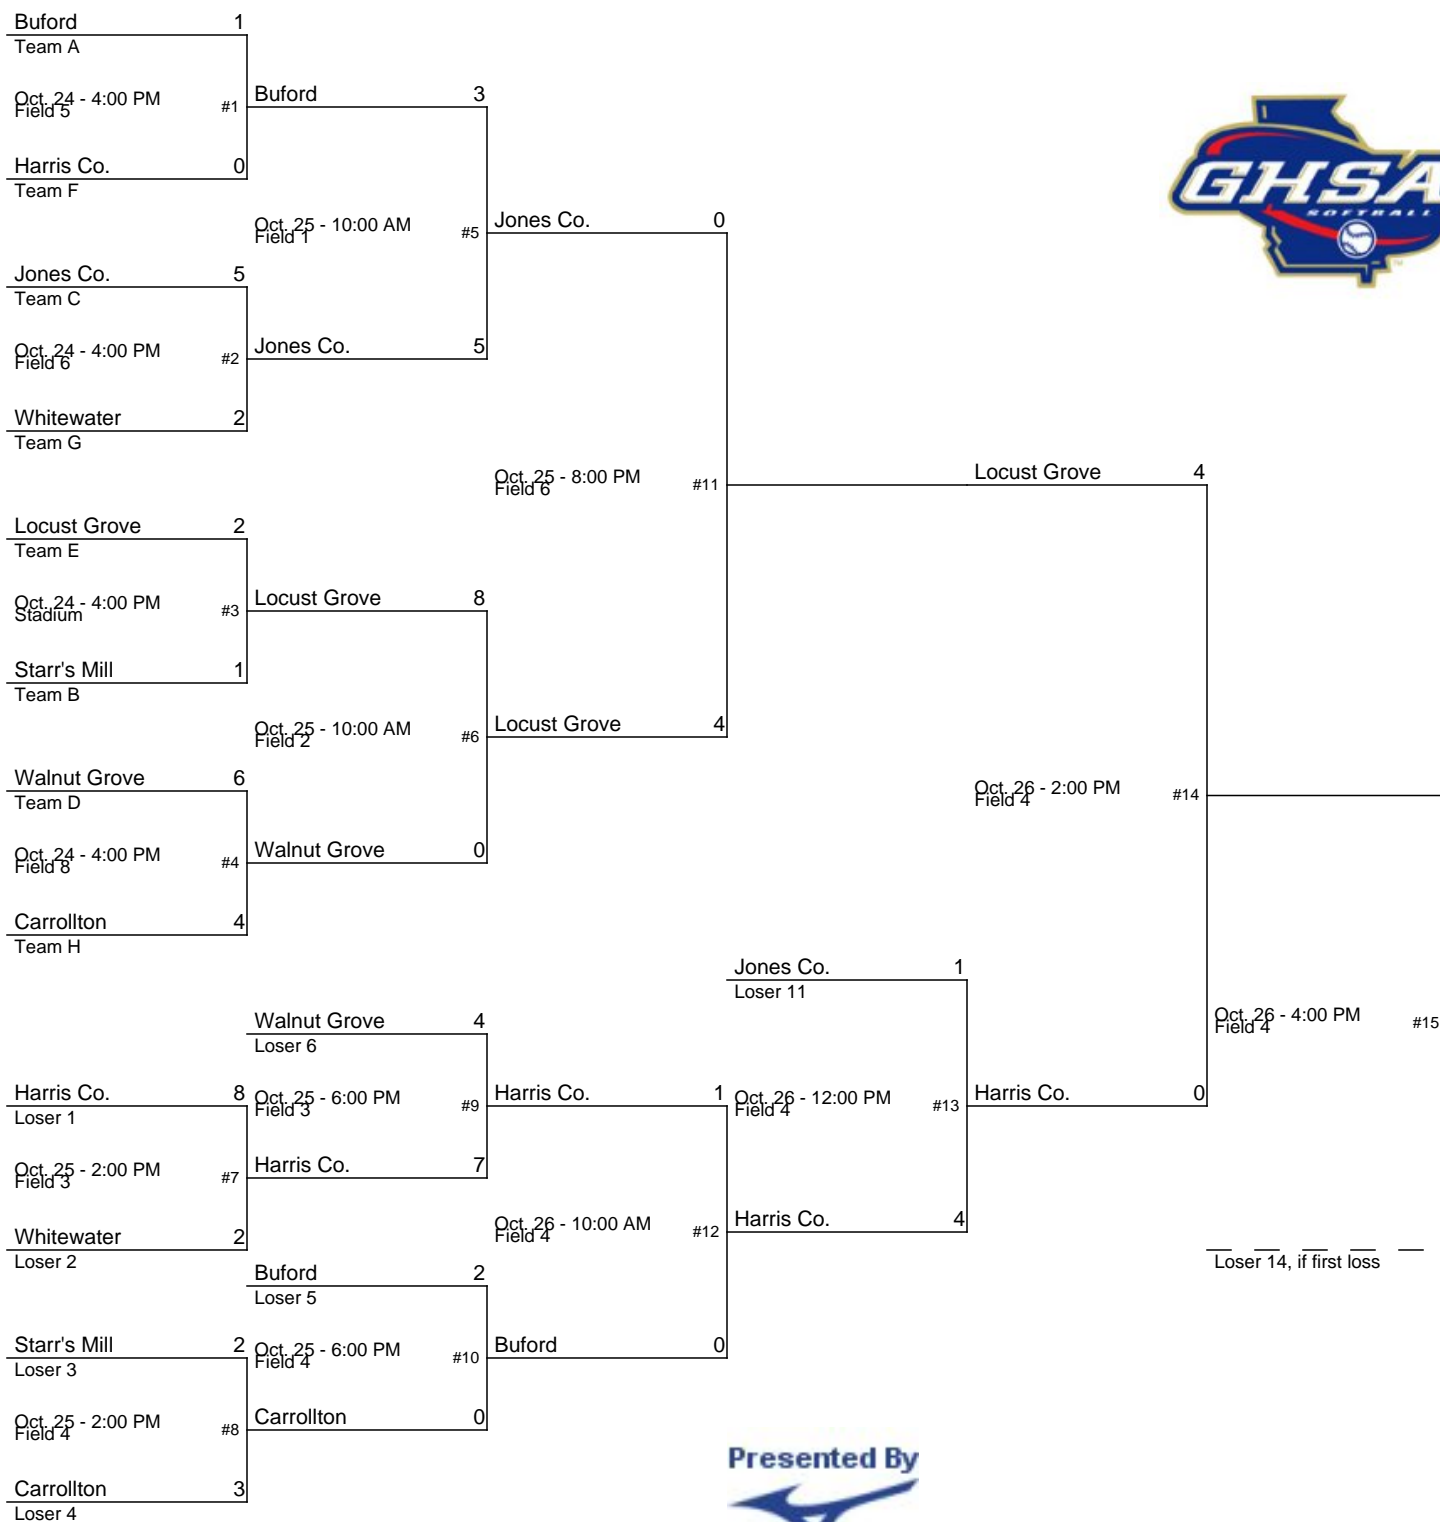 Buford 1
Team A
Oct. 24 - 4:00 PM
Field 5
#1
Harris Co. 0
Team F
Buford 3
Oct. 25 - 10:00 AM
Field 1
#5
Jones Co. 5
Team C
Oct. 24 - 4:00 PM
Field 6
#2
Whitewater 2
Team G
Jones Co. 5
Jones Co. 0
Oct. 25 - 8:00 PM
Field 6
#11
Locust Grove 2
Team E
Oct. 24 - 4:00 PM
Stadium
#3
Starr's Mill 1
Team B
Locust Grove 8
Oct. 25 - 10:00 AM
Field 2
#6
Walnut Grove 6
Team D
Oct. 24 - 4:00 PM
Field 8
#4
Carrollton 4
Team H
Walnut Grove 0
Locust Grove 4
Locust Grove 4
Oct. 26 - 2:00 PM
Field 4
#14
GHSA
SOFTBALL
TM
Jones Co. 1
Loser 11
Oct. 26 - 12:00 PM
Field 4
#13
Harris Co. 0
Oct. 26 - 4:00 PM
Field 4
#15
Loser 14, if first loss
Walnut Grove 4
Loser 6
Oct. 25 - 6:00 PM
Field 3
#9
Harris Co. 8
Loser 1
Oct. 25 - 2:00 PM
Field 3
#7
Whitewater 2
Loser 2
Harris Co. 7
Harris Co. 1
Oct. 26 - 10:00 AM
Field 4
#12
Harris Co. 4
Buford 2
Loser 5
Oct. 25 - 6:00 PM
Field 4
#10
Buford 0
Starr's Mill 2
Loser 3
Oct. 25 - 2:00 PM
Field 4
#8
Carrollton 0
Carrollton 3
Loser 4
Presented By